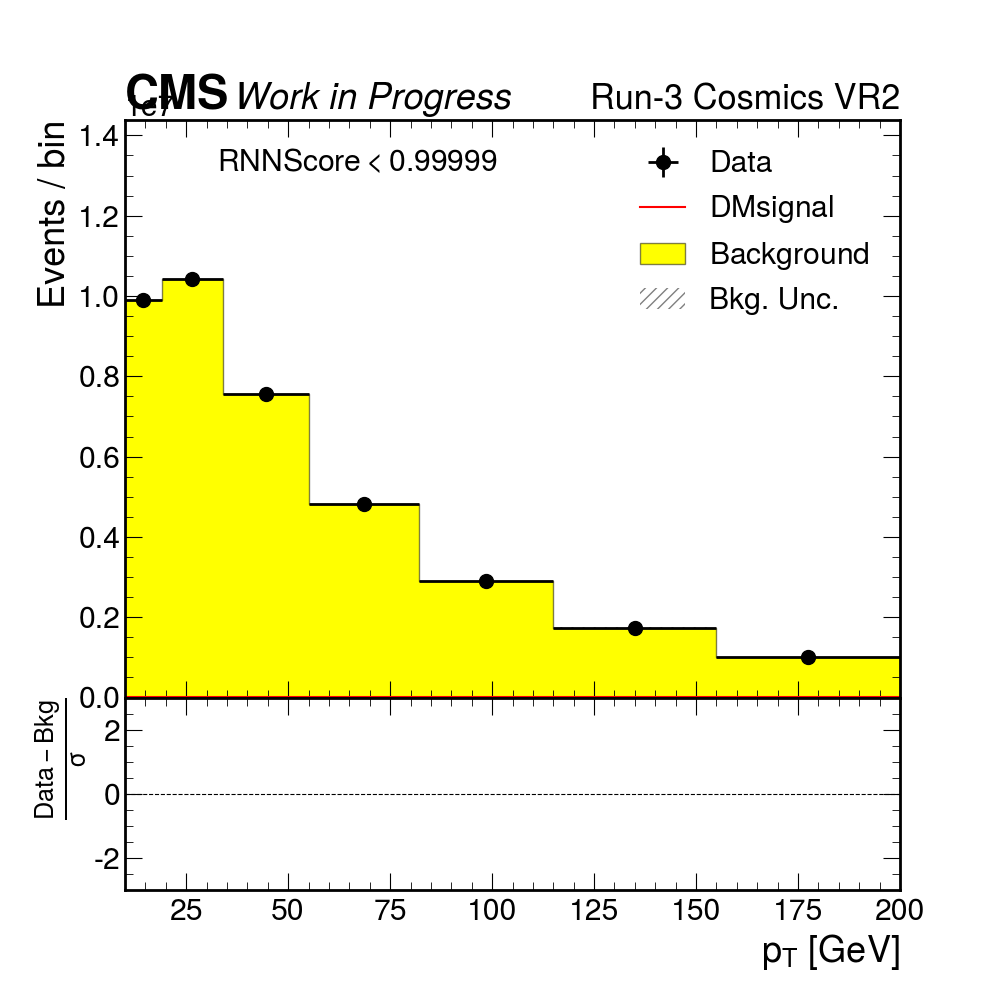 CMS Work in Progress Run-3 Cosmics VR2
1e7
Events / bin
RNNScore < 0.99999
Data
DMsignal
Background
Bkg. Unc.
1.4
1.2
1.0
0.8
0.6
0.4
0.2
0.0
Data – Bkg
σ
2
0
-2
25 50 75 100 125 150 175 200
pT [GeV]